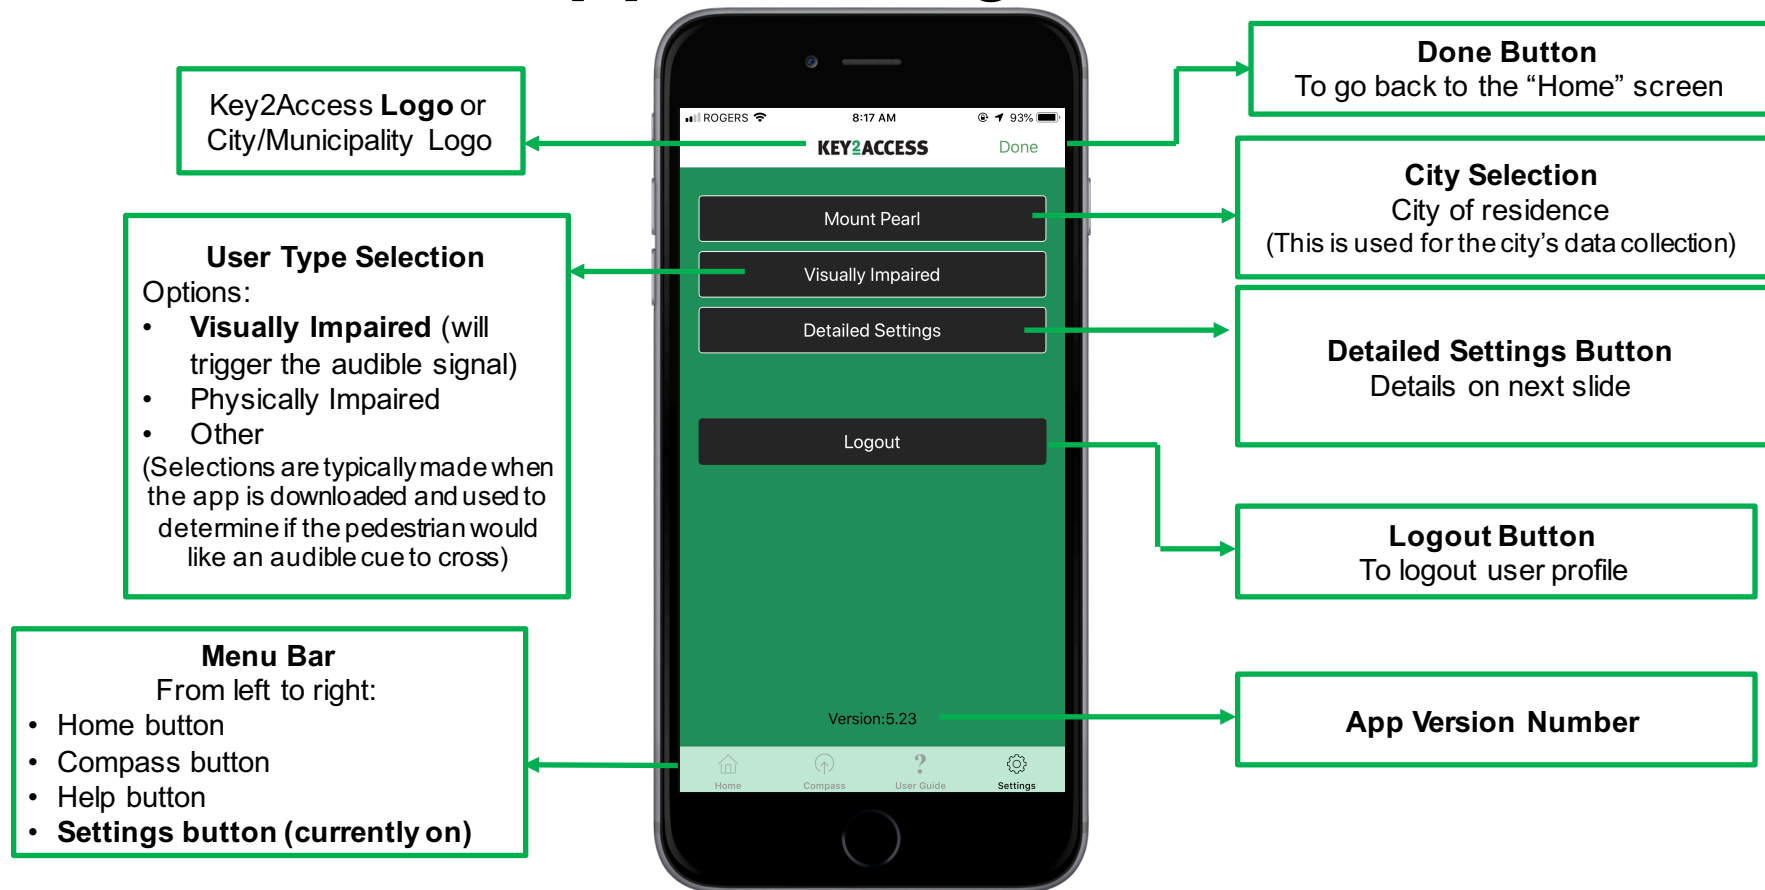 Key2Access Logo or
City/Municipality Logo
User Type Selection
Options:
• Visually Impaired (will
trigger the audible signal)
• Physically Impaired
• Other
(Selections are typically made when
the app is downloaded and used to
determine if the pedestrian would
like an audible cue to cross)
Menu Bar
From left to right:
• Home button
• Compass button
• Help button
• Settings button (currently on)
ROGERS 8:17 AM 93%
KEY2ACCESS Done
Mount Pearl
Visually Impaired
Detailed Settings
Logout
Version:5.23
? 
Home Compass User Guide Settings
Done Button
To go back to the “Home” screen
City Selection
City of residence
(This is used for the city’s data collection)
Detailed Settings Button
Details on next slide
Logout Button
To logout user profile
App Version Number